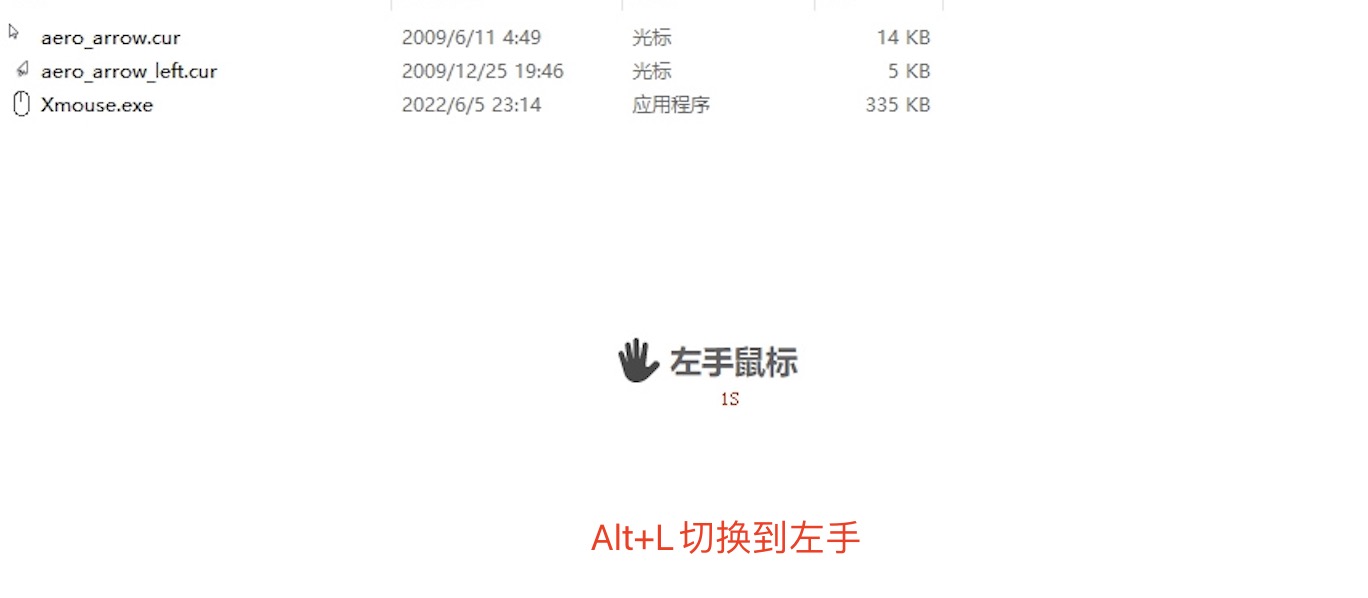 aero_arrow.cur 2009/6/11 4:49 光标 14 KB
aero_arrow_left.cur 2009/12/25 19:46 光标 5 KB
Xmouse.exe 2022/6/5 23:14 应用程序 335 KB
左手鼠标
1S
Alt+L切换到左手